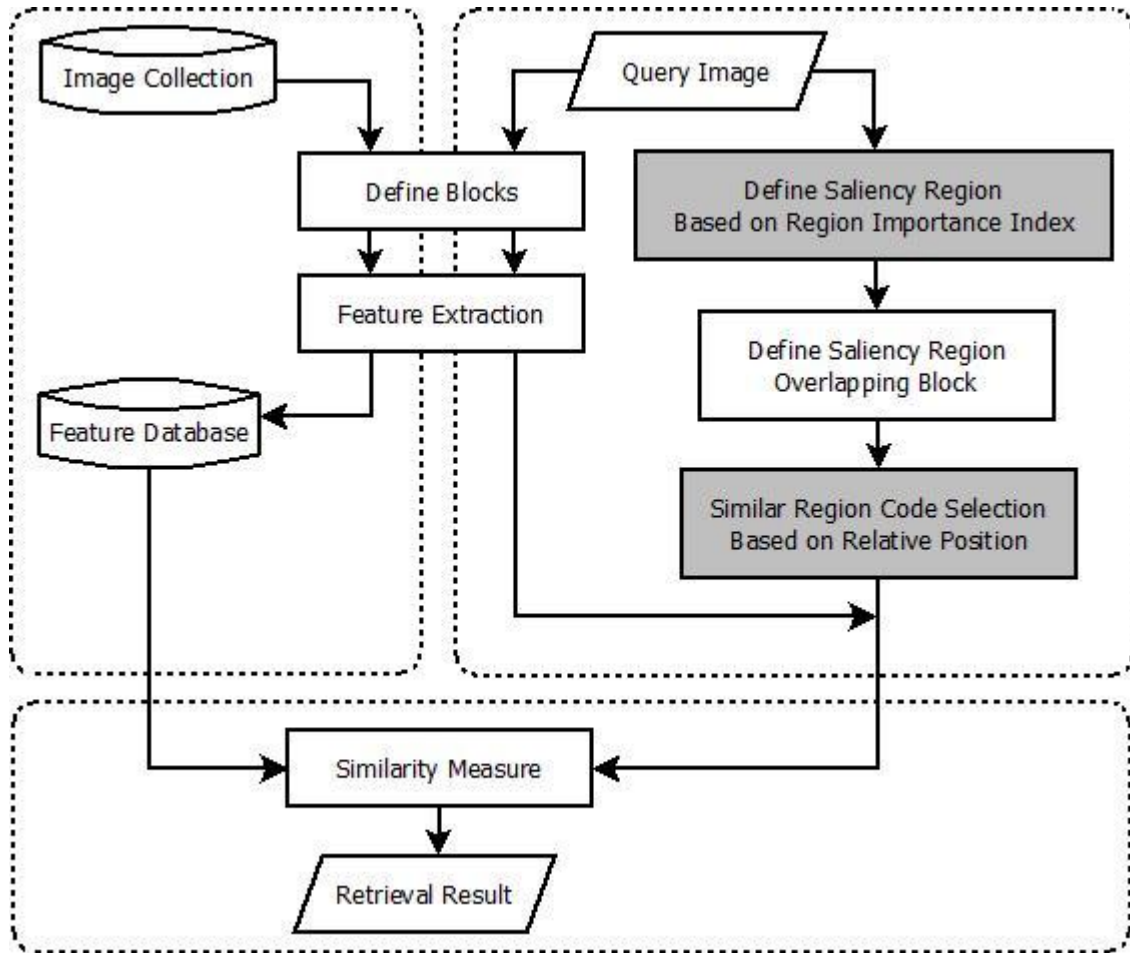 Image Collection
Query Image
Define Blocks
Define Saliency Region
Based on Region Importance Index
Feature Extraction
Define Saliency Region
Overlapping Block
Feature Database
Similar Region Code Selection
Based on Relative Position
Similarity Measure
Retrieval Result